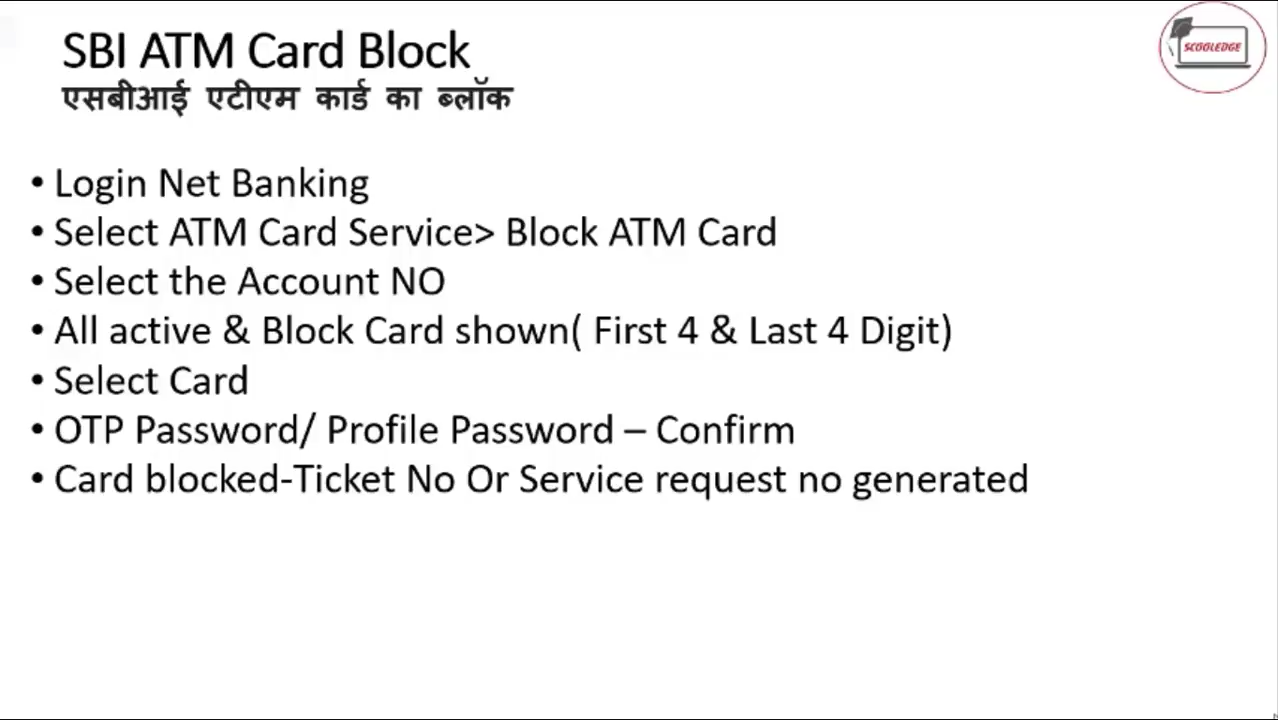 SBI ATM Card Block
एसबीआई एटीएम कार्ड का ब्लॉक
SCOOLEDGE
• Login Net Banking
• Select ATM Card Service> Block ATM Card
• Select the Account NO
• All active & Block Card shown( First 4 & Last 4 Digit)
• Select Card
• OTP Password/ Profile Password – Confirm
• Card blocked-Ticket No Or Service request no generated